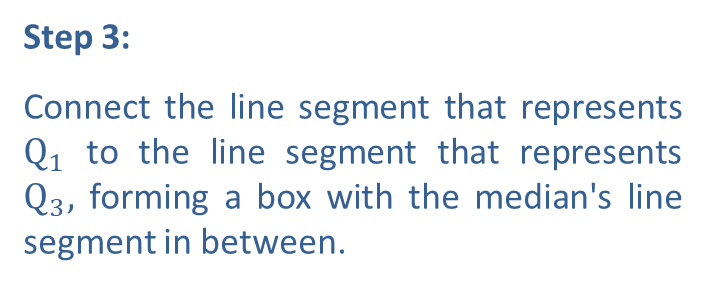 Step 3:
Connect the line segment that represents
Q₁ to the line segment that represents
Q₃, forming a box with the median's line
segment in between.